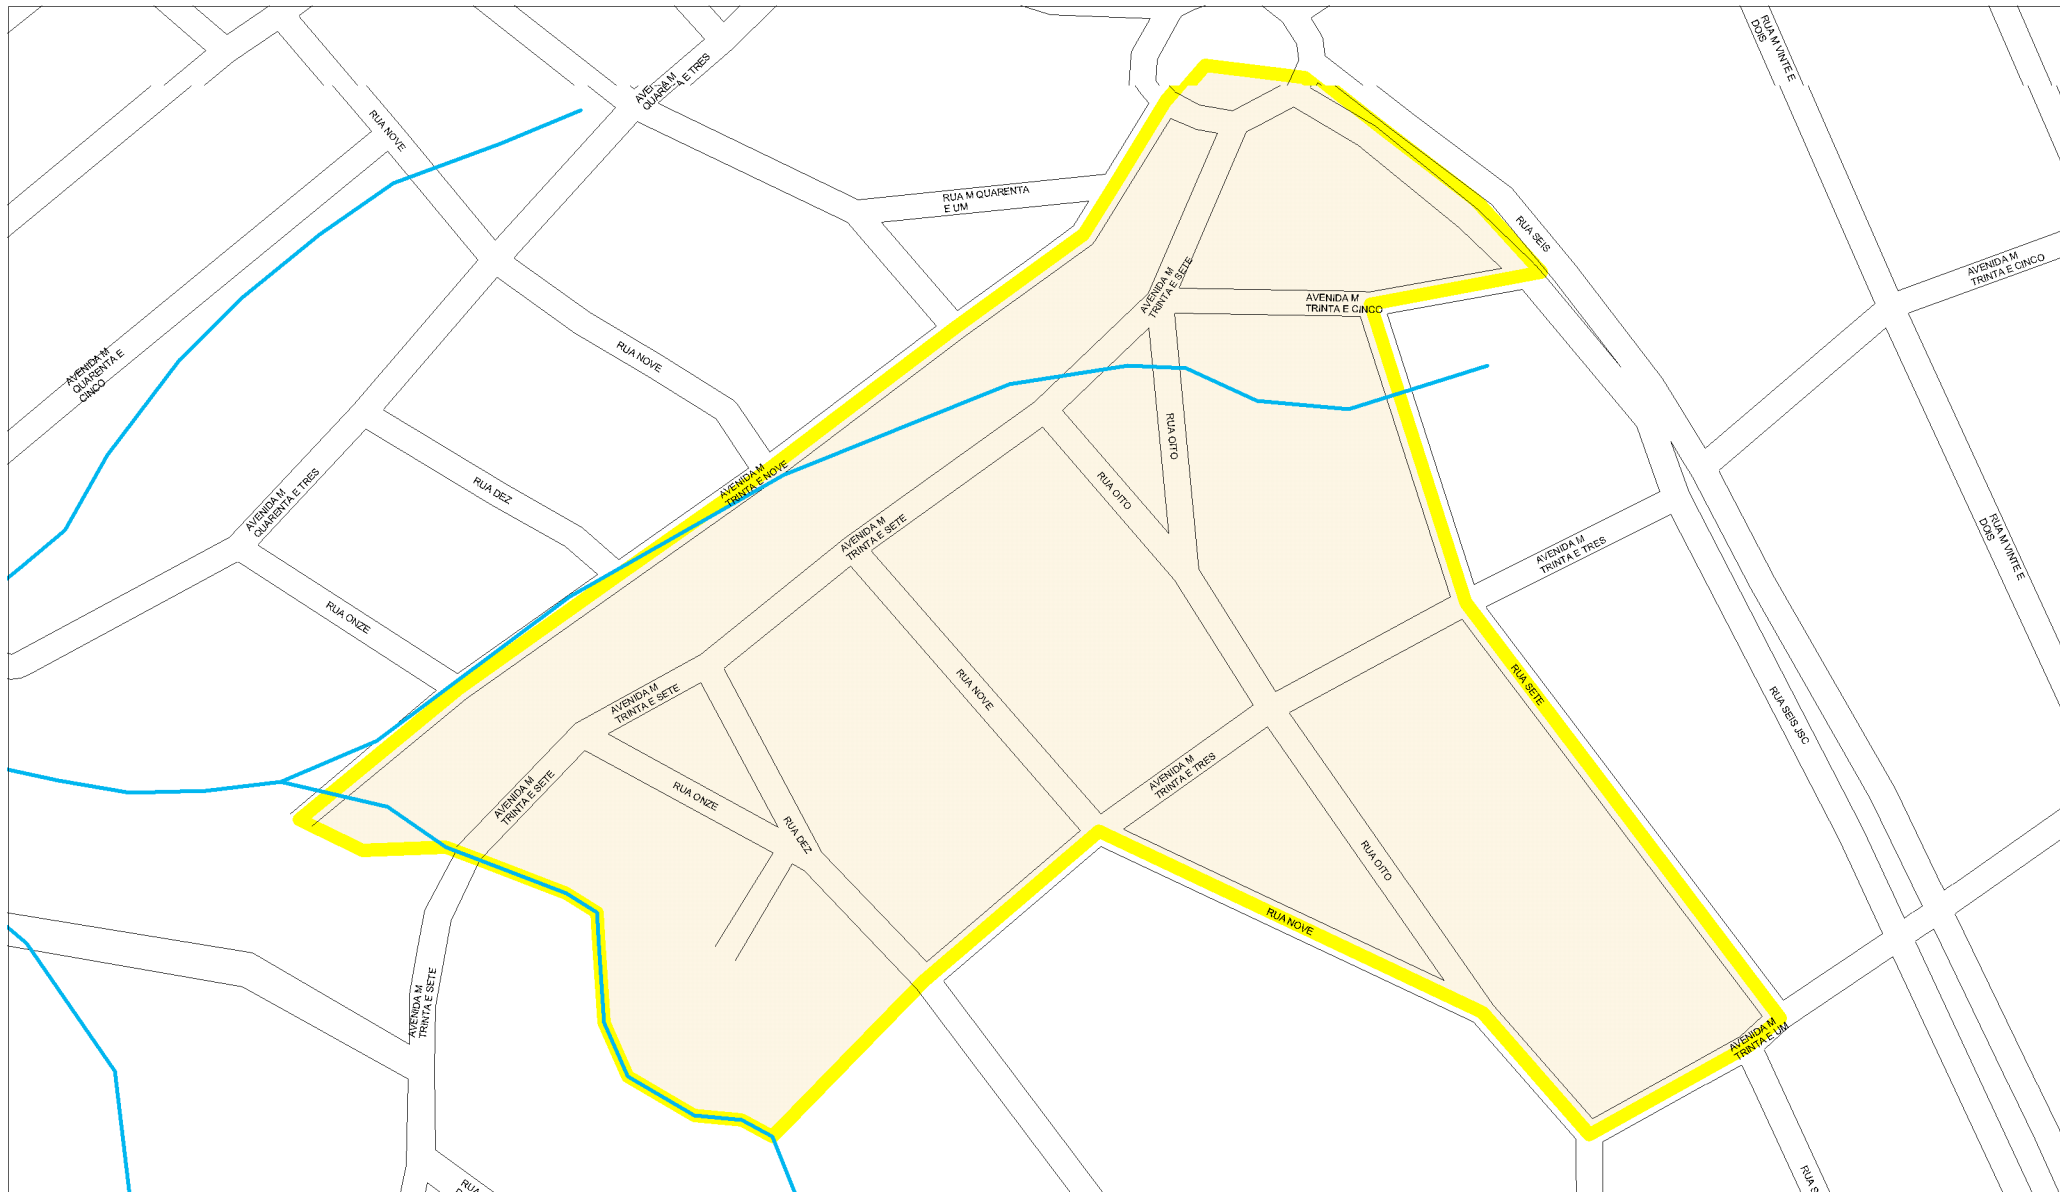 RUA M VINTE E
DOIS
AVENIDA M
QUARENTA E TRES
RUA NOVE
RUA M QUARENTA
E UM
RUA SEIS
AVENIDA M
TRINTA E CINCO
AVENIDA M
TRINTA E SETE
AVENIDA M
TRINTA E CINCO
RUA NOVE
AVENIDA M
QUARENTA E
CINCO
RUA OITO
AVENIDA M
TRINTA E NOVE
RUA OITO
RUA DEZ
AVENIDA M
QUARENTA E TRES
AVENIDA M
TRINTA E SETE
AVENIDA M
TRINTA E TRES
RUA M VINTE E
DOIS
RUA ONZE
AVENIDA M
TRINTA E SETE
RUA NOVE
RUA SETE
RUA SEIS JSC
AVENIDA M
TRINTA E SETE
RUA ONZE
AVENIDA M
TRINTA E TRES
RUA DEZ
RUA OITO
RUA NOVE
AVENIDA M
TRINTA E SETE
AVENIDA M
TRINTA E UM
RUA
RUA S